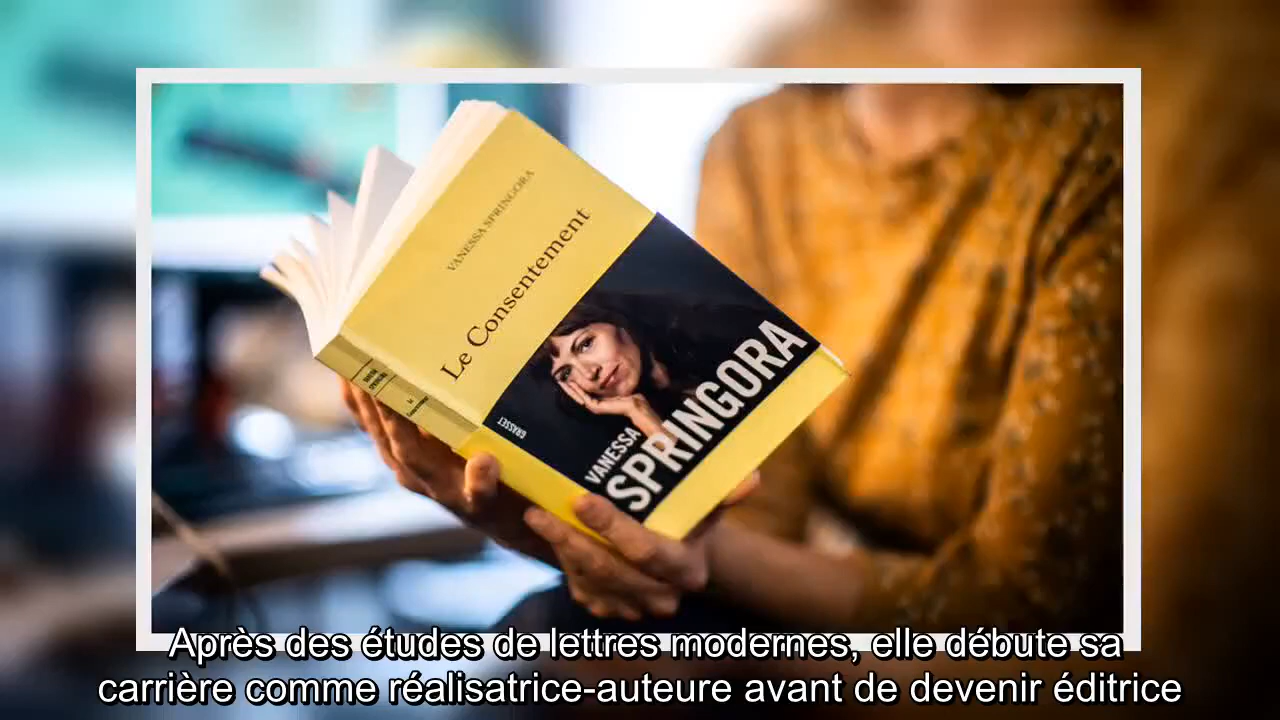 VANESSA SPRINGORA
Le Consentement
GRASSET
VANESSA
SPRINGORA
Après des études de lettres modernes, elle débute sa
carrière comme réalisatrice-auteure avant de devenir éditrice